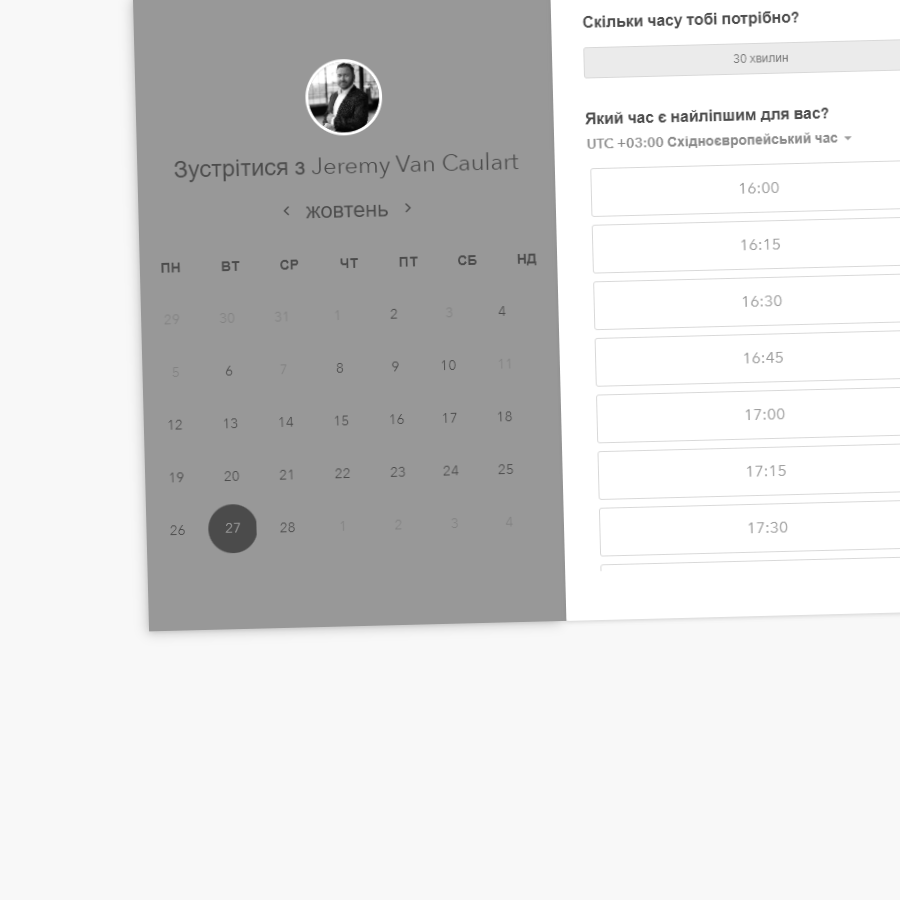 Зустрітися з Jeremy Van Caulart
‹ жовтень ›
ПН ВТ СР ЧТ ПТ СБ НД
29 30 31 1 2 3 4
5 6 7 8 9 10 11
12 13 14 15 16 17 18
19 20 21 22 23 24 25
26 27 28 1 2 3 4
Скільки часу тобі потрібно?
30 хвилин
Який час є найліпшим для вас?
UTC +03:00 Східноєвропейський час
16:00
16:15
16:30
16:45
17:00
17:15
17:30